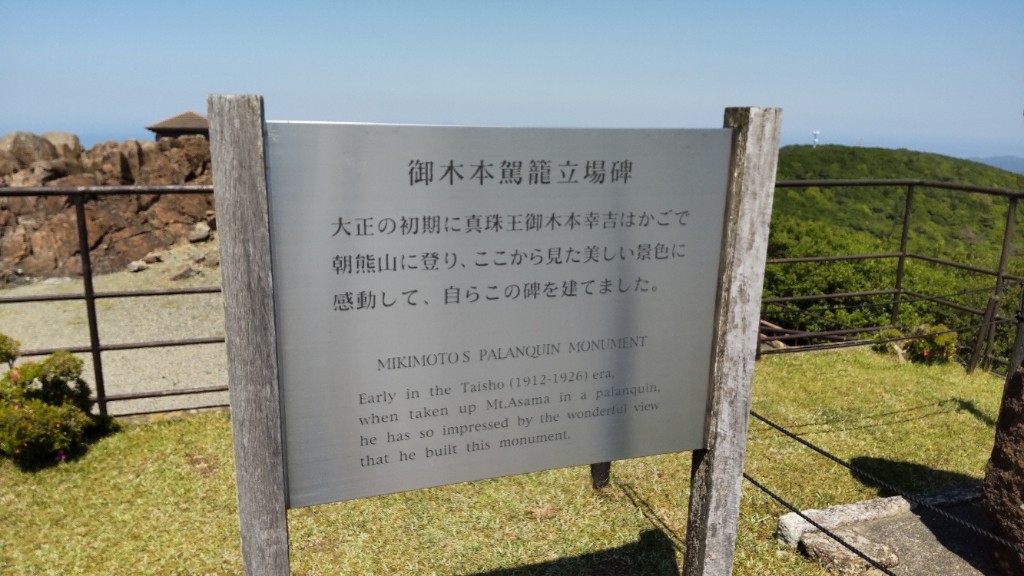 御木本駕籠立場碑
大正の初期に真珠王御木本幸吉はかごで
朝熊山に登り、ここから見た美しい景色に
感動して、自らこの碑を建てました。
MIKIMOTO S PALANQUIN MONUMENT
Early in the Taisho (1912-1926) era,
when taken up Mt.Asama in a palanquin,
he has so impressed by the wonderful view
that he built this monument.